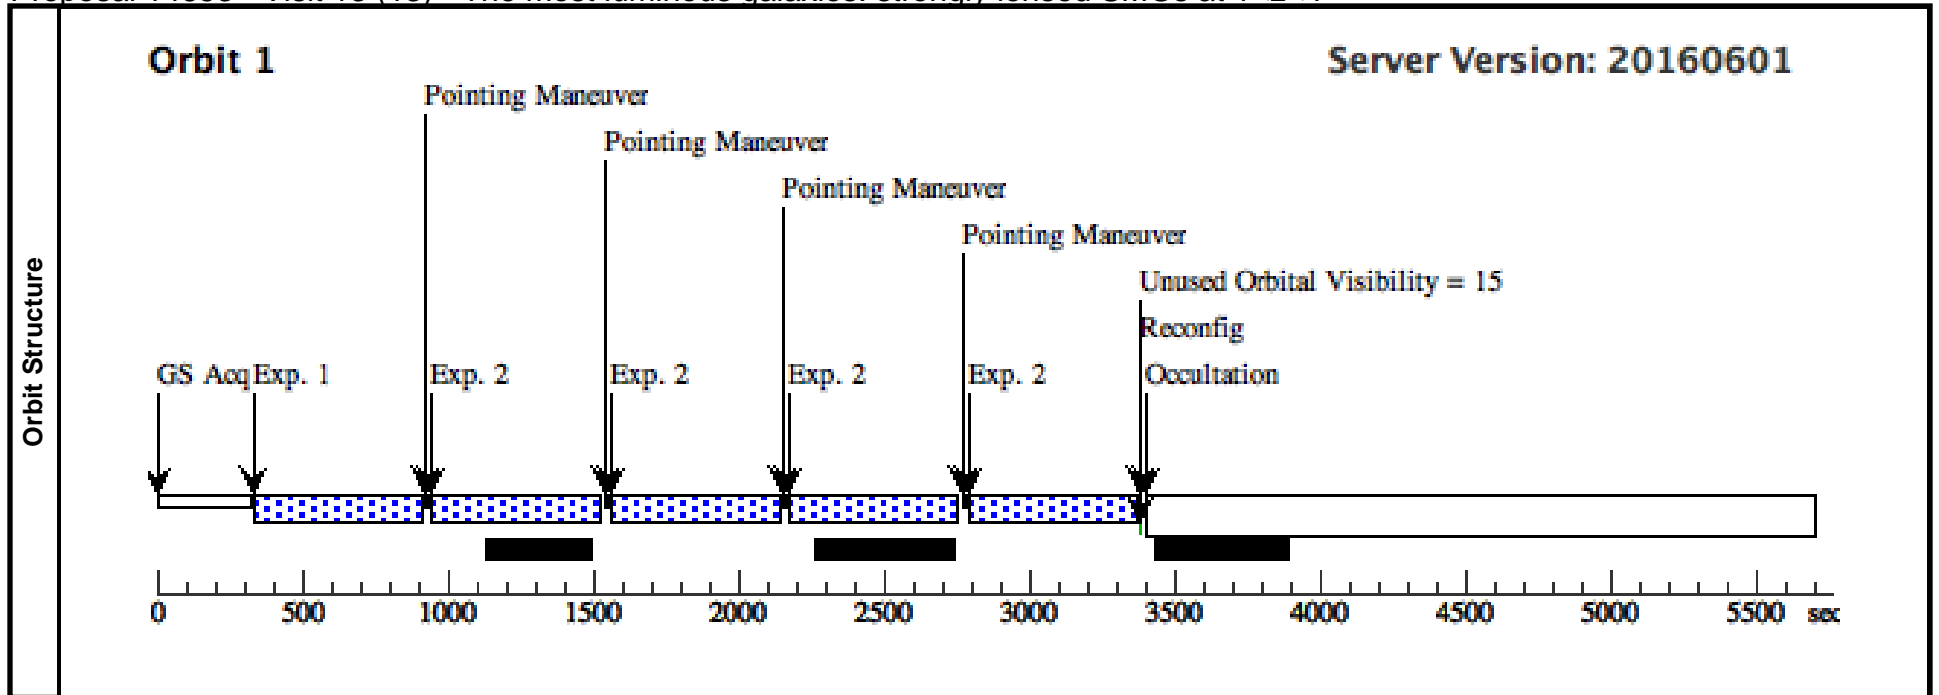 Orbit Structure
Orbit 1
Server Version: 20160601
Pointing Maneuver
Pointing Maneuver
Pointing Maneuver
Pointing Maneuver
Unused Orbital Visibility = 15
Reconfig
GS Acq Exp. 1 Exp. 2 Exp. 2 Exp. 2 Exp. 2 Occultation
0 500 1000 1500 2000 2500 3000 3500 4000 4500 5000 5500 sec